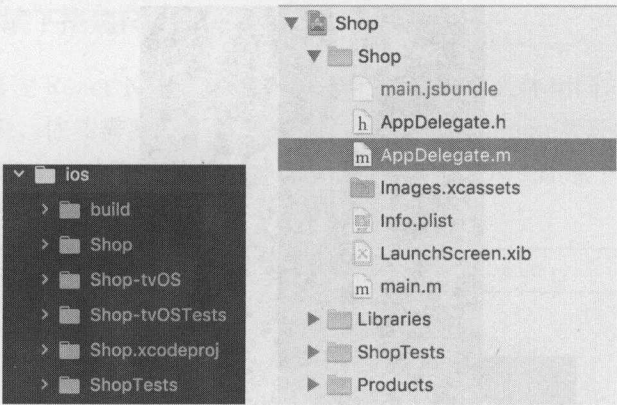 ios
build
Shop
Shop-tvOS
Shop-tvOSTests
Shop.xcodeproj
ShopTests
Shop
Shop
main.jsbundle
h AppDelegate.h
m AppDelegate.m
Images.xcassets
Info.plist
LaunchScreen.xib
m main.m
Libraries
ShopTests
Products